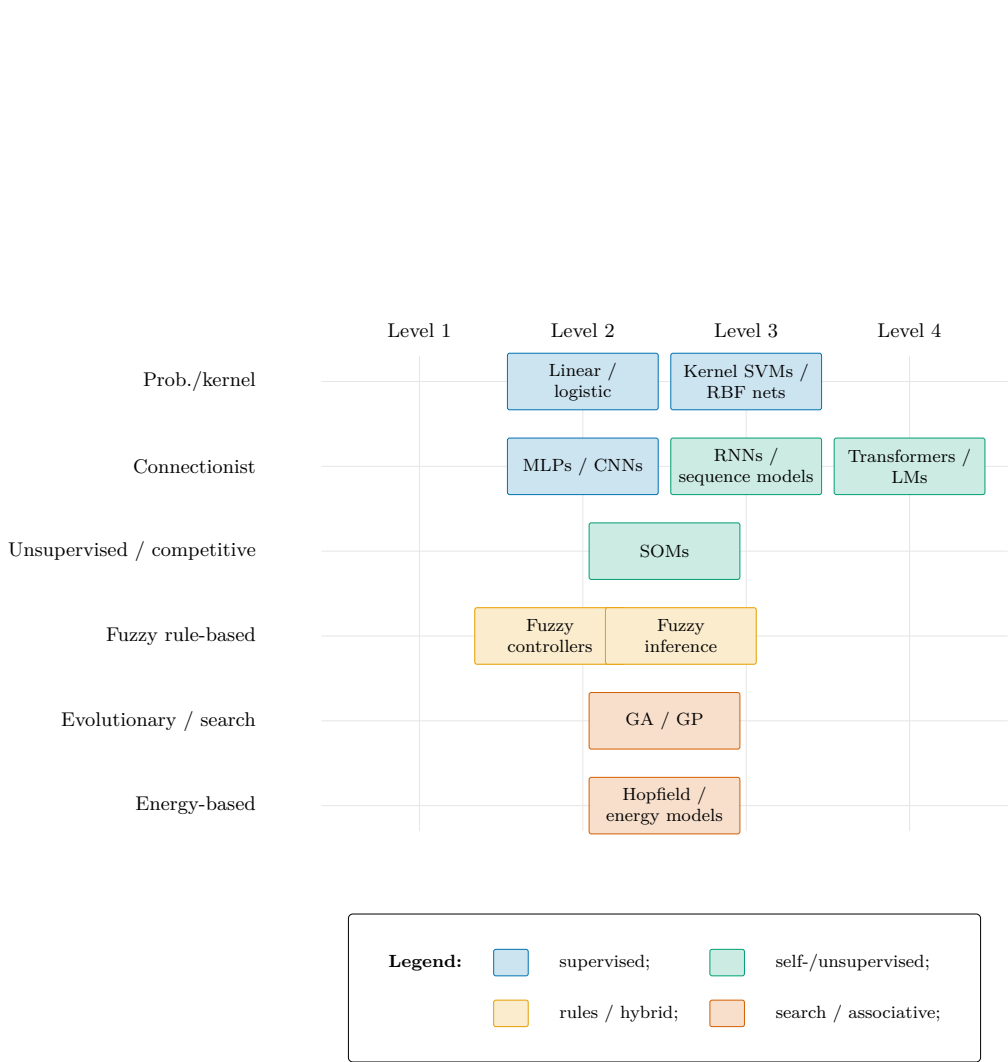 Level 1 Level 2 Level 3 Level 4
Prob./kernel
Linear /
logistic
Kernel SVMs /
RBF nets
Connectionist
MLPs / CNNs
RNNs /
sequence models
Transformers /
LMs
Unsupervised / competitive
SOMs
Fuzzy rule-based
Fuzzy
controllers
Fuzzy
inference
Evolutionary / search
GA / GP
Energy-based
Hopfield /
energy models
Legend: supervised; self-/unsupervised;
rules / hybrid; search / associative;